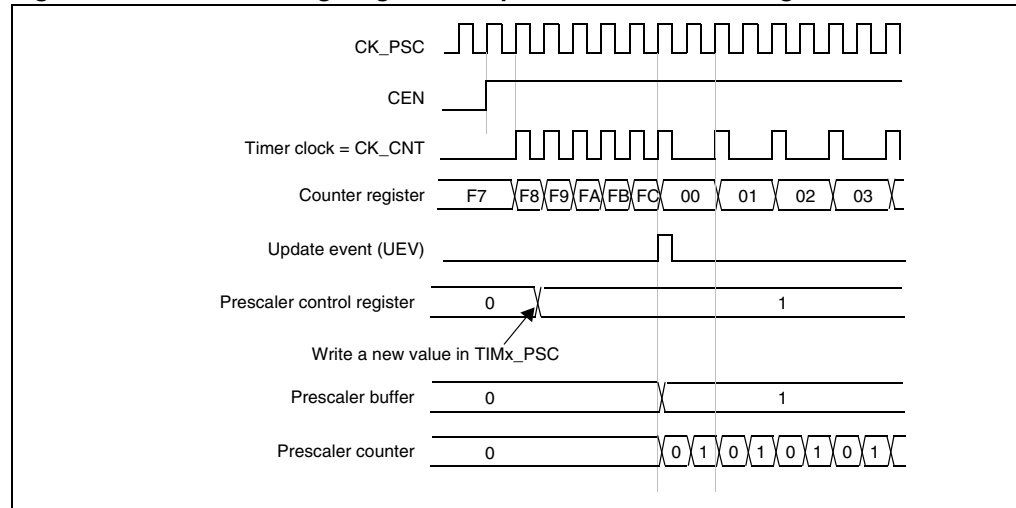 CK_PSC
CEN
Timer clock = CK_CNT
Counter register F7 F8 F9 FA FB FC 00 01 02 03
Update event (UEV)
Prescaler control register 0 1
Write a new value in TIMx_PSC
Prescaler buffer 0 1
Prescaler counter 0 0 1 0 1 0 1 0 1